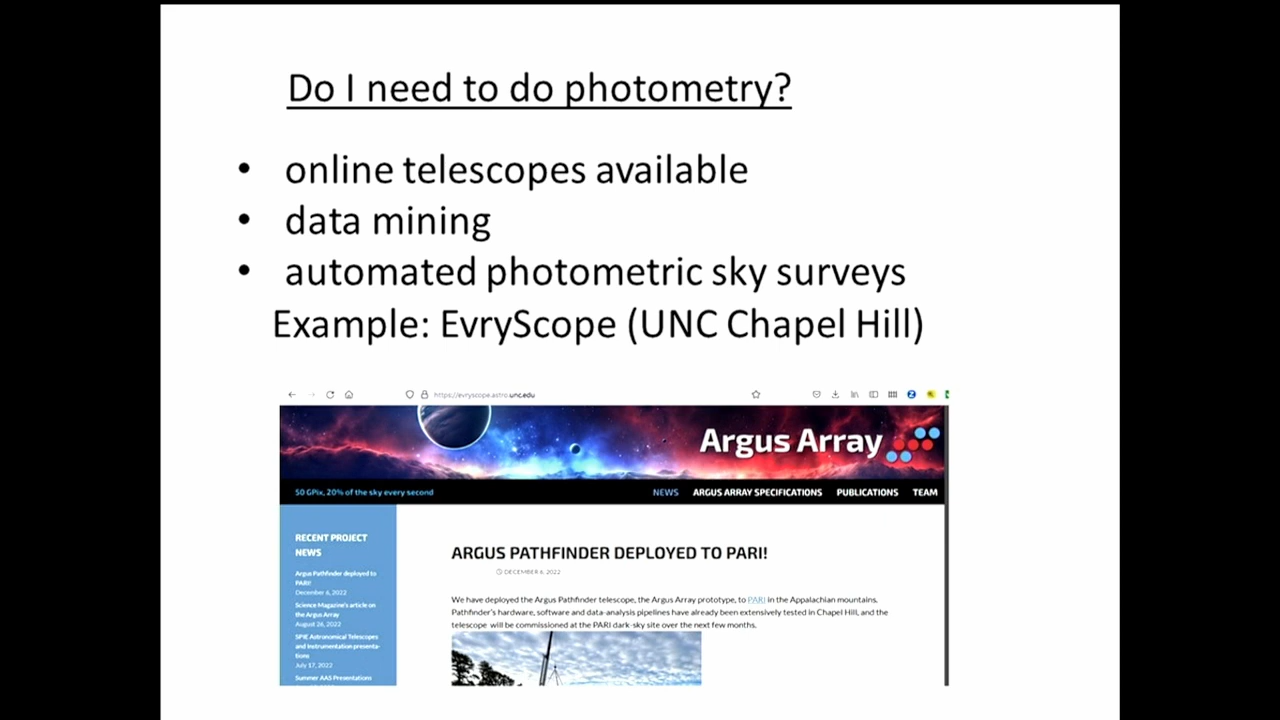 Do I need to do photometry?
• online telescopes available
• data mining
• automated photometric sky surveys
Example: EvryScope (UNC Chapel Hill)
https://evryscope.astro.unc.edu
Argus Array
50 GPix, 20% of the sky every second
NEWS ARGUS ARRAY SPECIFICATIONS PUBLICATIONS TEAM
RECENT PROJECT
NEWS
Argus Pathfinder deployed to
PARI!
December 6, 2022
Science Magazine's article on
the Argus Array
August 26, 2022
SPIE Astronomical Telescopes
and Instrumentation presenta-
tions
July 17, 2022
Summer AAS Presentations
ARGUS PATHFINDER DEPLOYED TO PARI!
DECEMBER 6, 2022
We have deployed the Argus Pathfinder telescope, the Argus Array prototype, to PARI in the Appalachian mountains.
Pathfinder's hardware, software and data-analysis pipelines have already been extensively tested in Chapel Hill, and the
telescope will be commissioned at the PARI dark-sky site over the next few months.